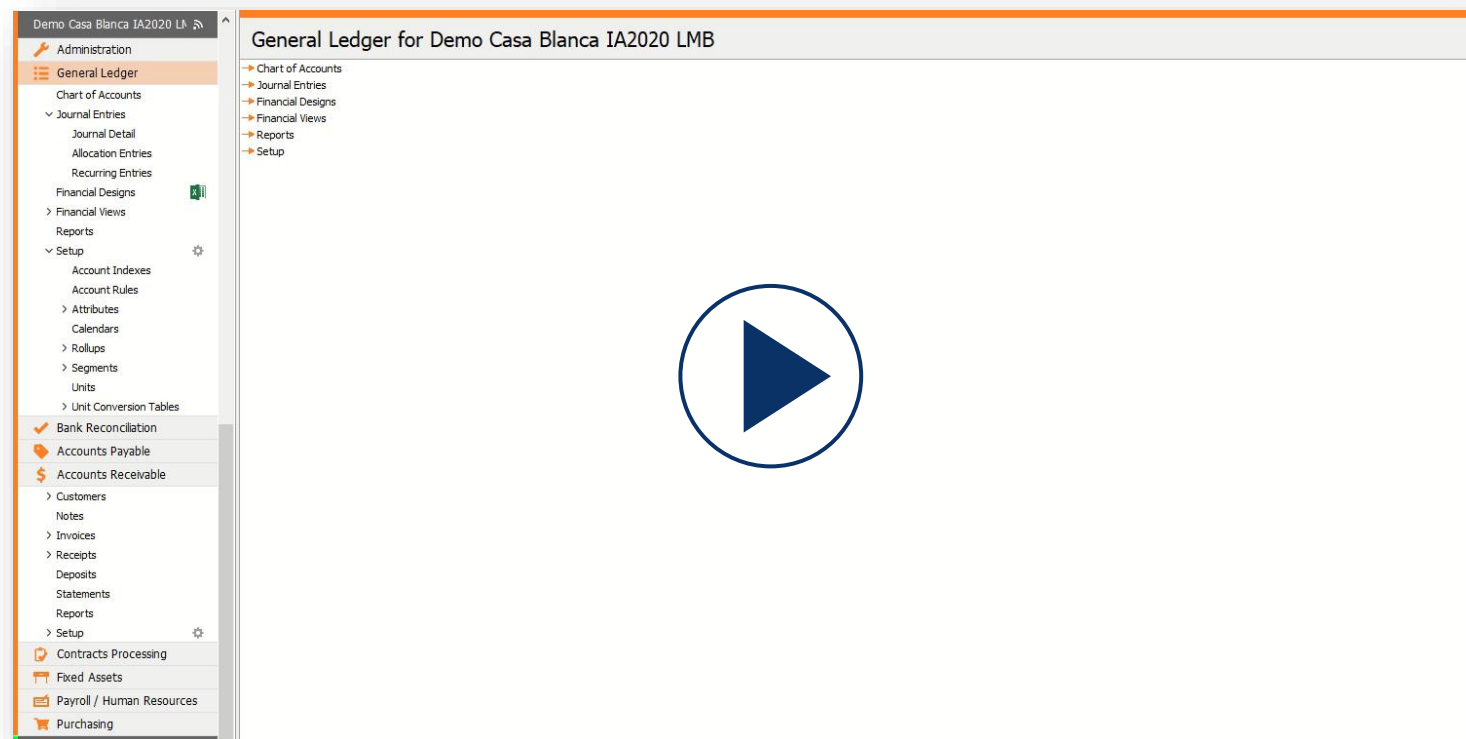 Demo Casa Blanca IA2020 LM
Administration
General Ledger
Chart of Accounts
Journal Entries
Journal Detail
Allocation Entries
Recurring Entries
Financial Designs
Financial Views
Reports
Setup
Account Indexes
Account Rules
Attributes
Calendars
Rollups
Segments
Units
Unit Conversion Tables
Bank Reconciliation
Accounts Payable
Accounts Receivable
Customers
Notes
Invoices
Receipts
Deposits
Statements
Reports
Setup
Contracts Processing
Fixed Assets
Payroll / Human Resources
Purchasing
General Ledger for Demo Casa Blanca IA2020 LMB
Chart of Accounts
Journal Entries
Financial Designs
Financial Views
Reports
Setup